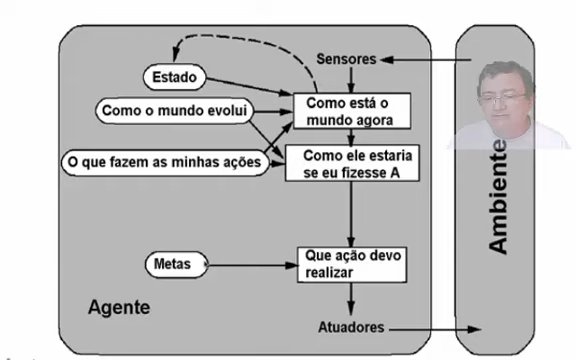 Sensores
Estado
Como o mundo evolui
Como está o
mundo agora
O que fazem as minhas ações
Como ele estaria
se eu fizesse A
Metas
Que ação devo
realizar
Agente
Atuadores
Ambiente